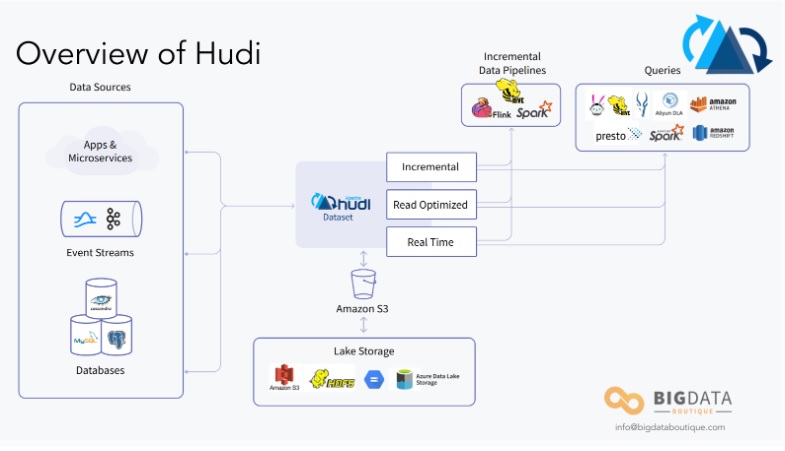 Overview of Hudi
Data Sources
Apps &
Microservices
Event Streams
cassandra
MySQL
Databases
hudi
Dataset
Incremental
Read Optimized
Real Time
Amazon S3
Lake Storage
Amazon S3
HDFS
Azure Data Lake
Storage
Incremental
Data Pipelines
HIVE
Flink
Spark
Queries
HIVE
Aliyun DLA
amazon
ATHENA
presto
Spark
amazon
REDSHIFT
BIGDATA
BOUTIQUE
info@bigdataboutique.com